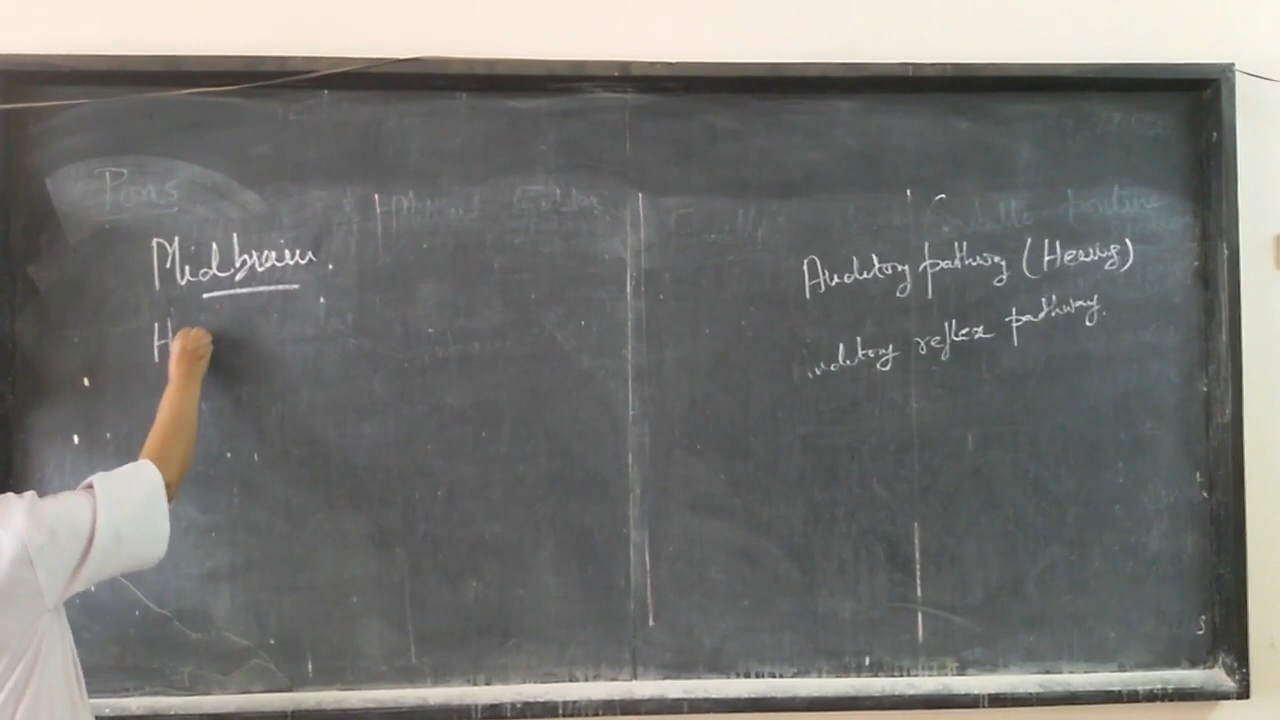 Pons
Midbrain.
H
Auditory pathway (Hearing)
auditory reflex pathway.